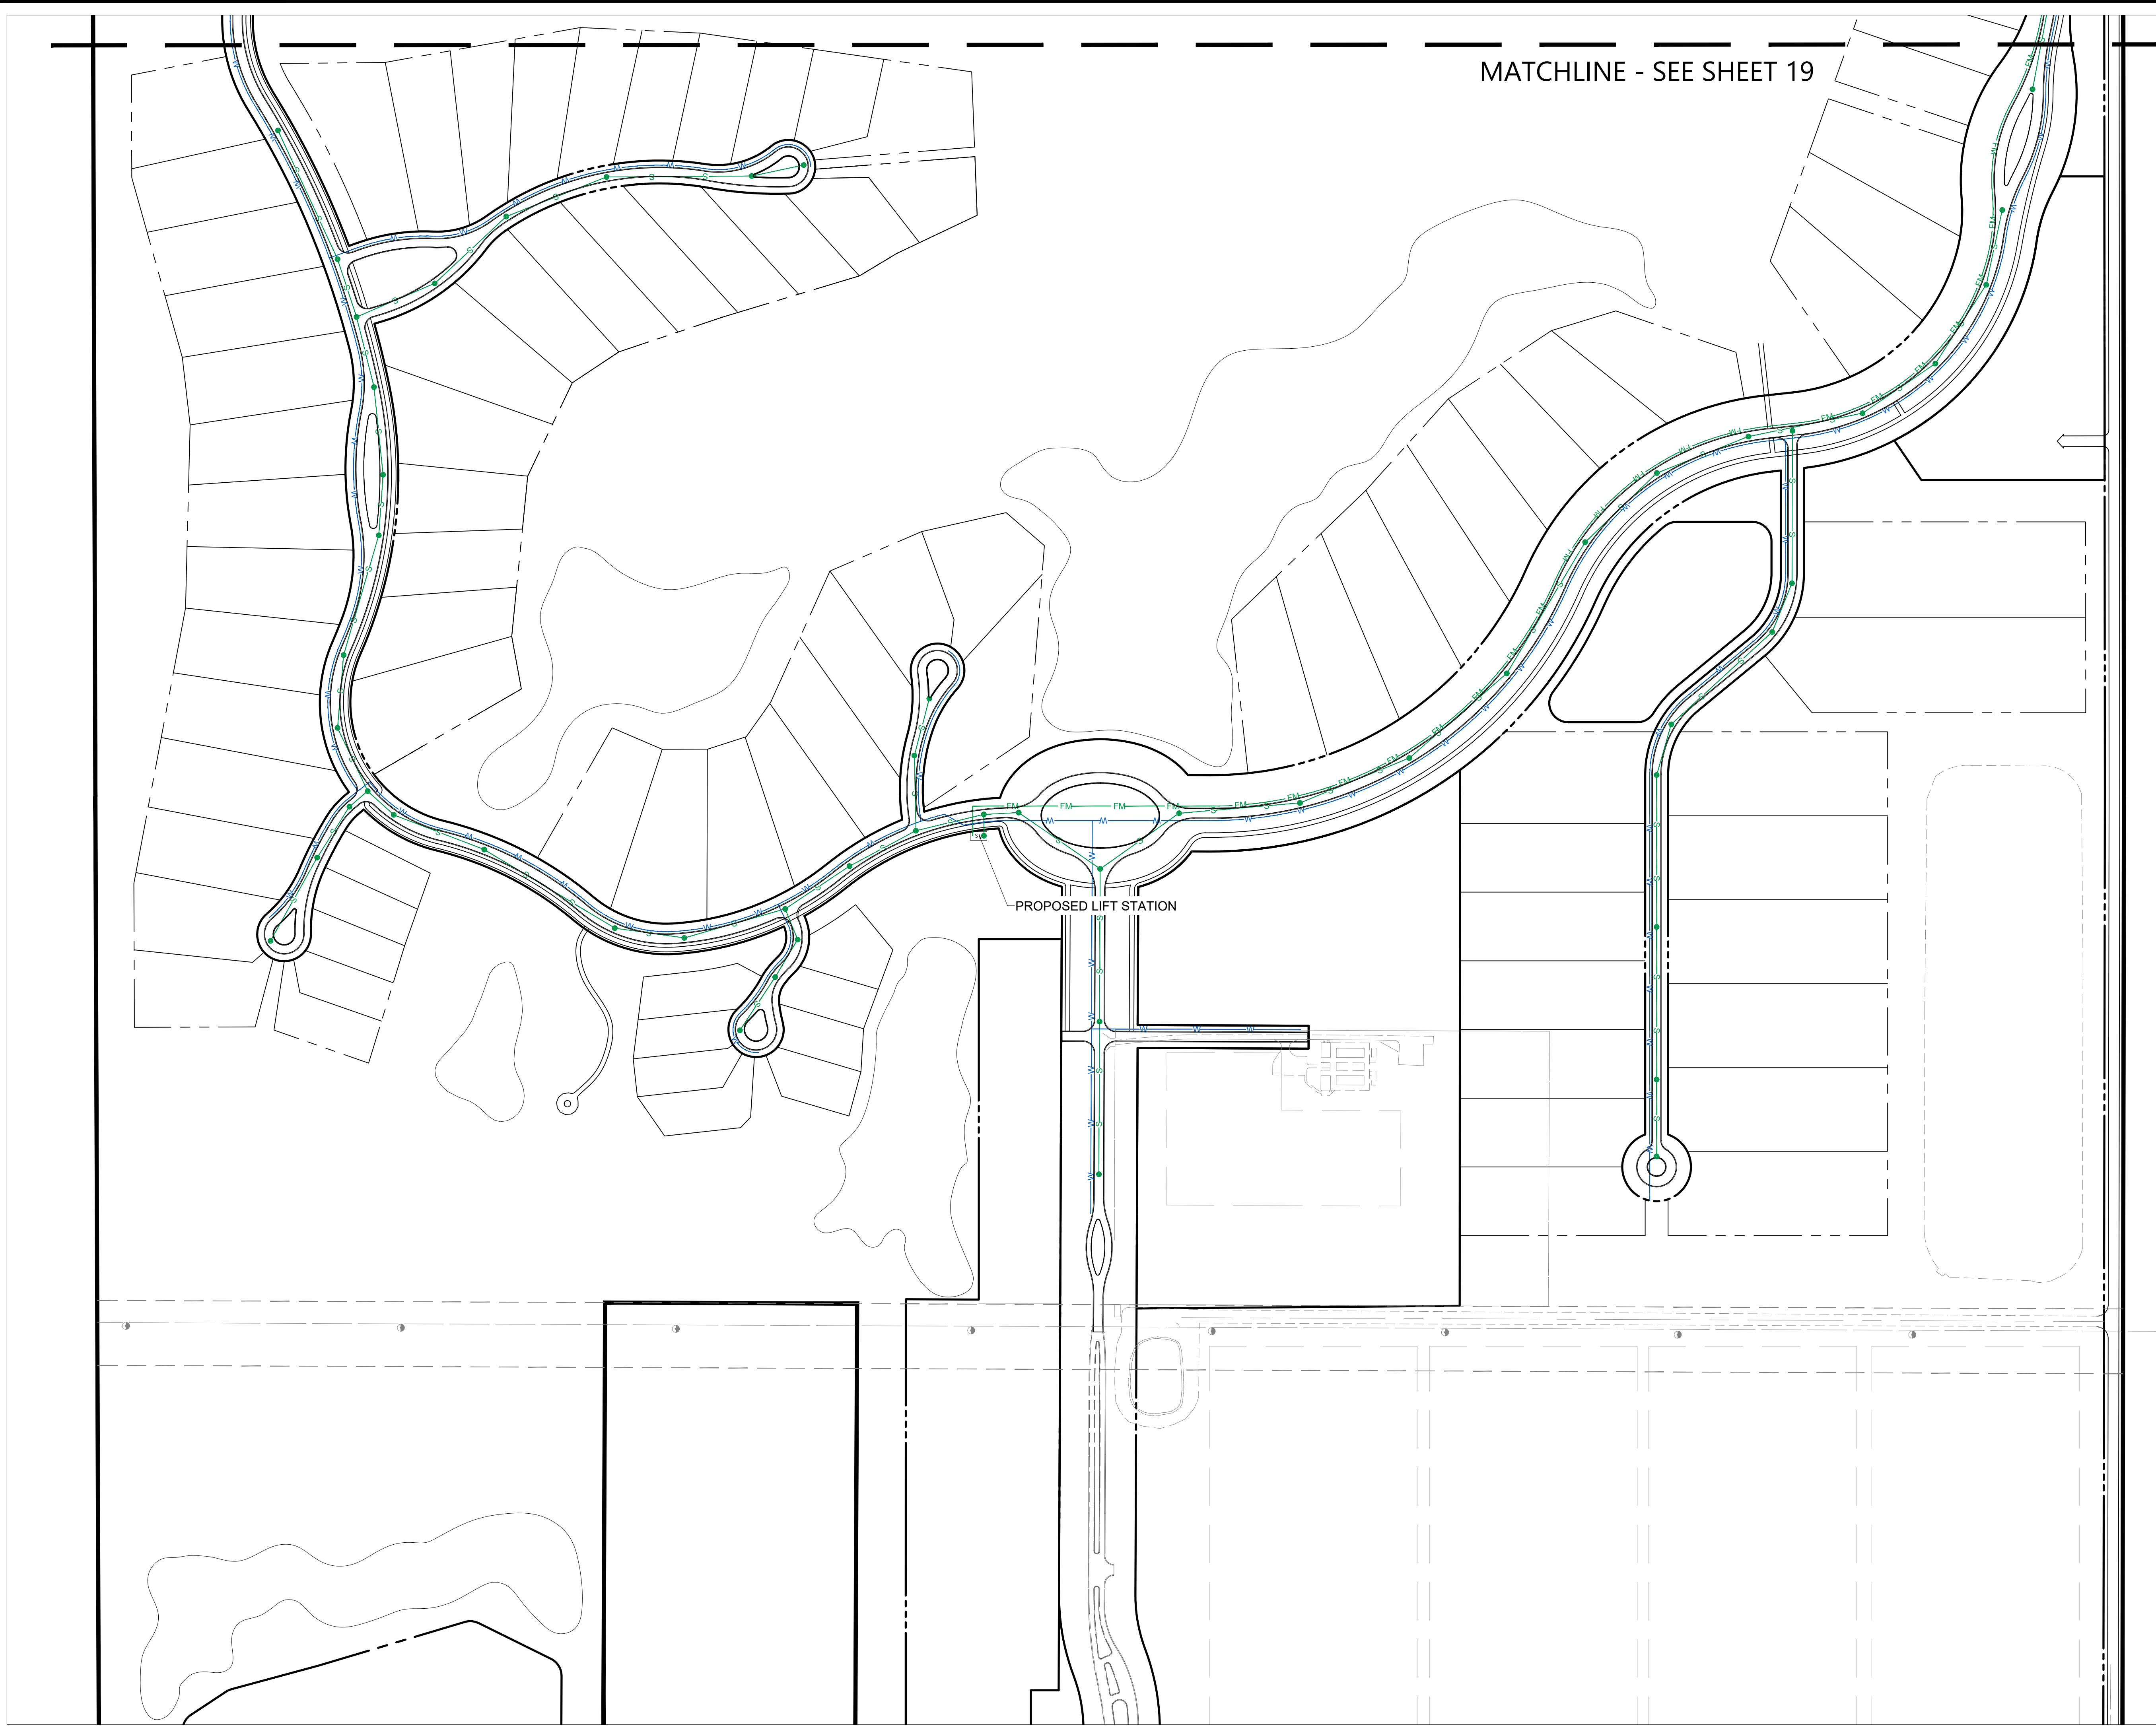 MATCHLINE - SEE SHEET 19
PROPOSED LIFT STATION